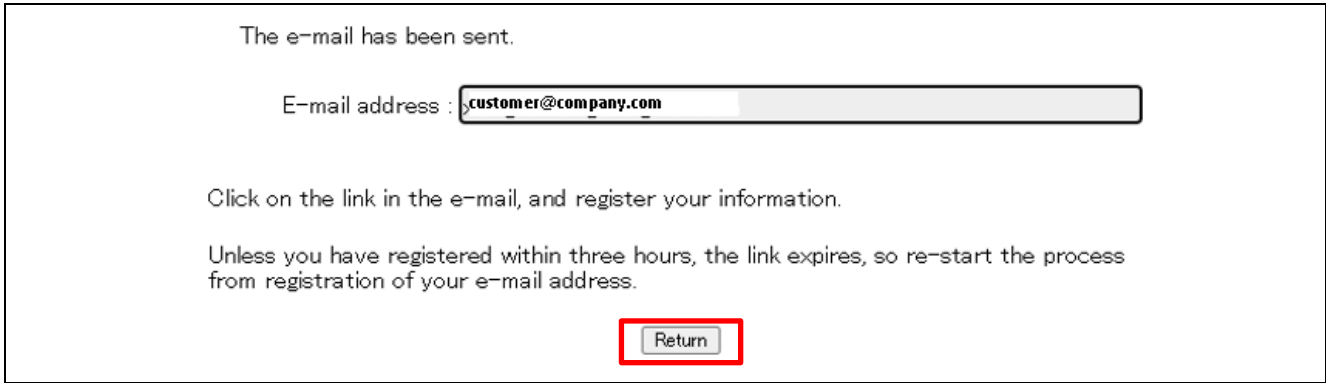 The e-mail has been sent.
E-mail address : customer@company.com
Click on the link in the e-mail, and register your information.
Unless you have registered within three hours, the link expires, so re-start the process
from registration of your e-mail address.
Return